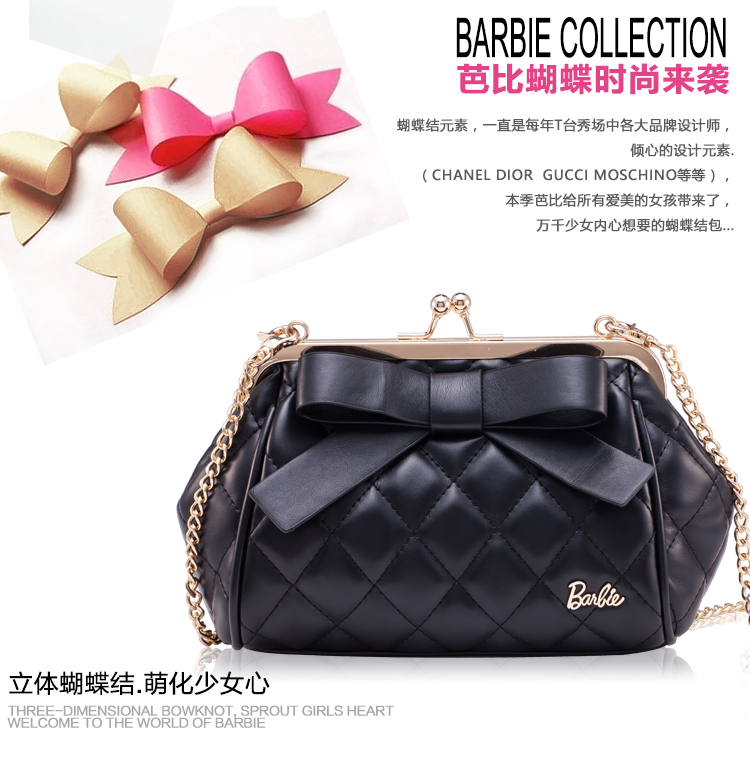 BARBIE COLLECTION
芭比蝴蝶时尚来袭
蝴蝶结元素，一直是每年T台秀场中各大品牌设计师，
倾心的设计元素.
（CHANEL DIOR  GUCCI MOSCHINO等等），
本季芭比给所有爱美的女孩带来了，
万千少女内心想要的蝴蝶结包...
Barbie
立体蝴蝶结.萌化少女心
THREE-DIMENSIONAL BOWKNOT, SPROUT GIRLS HEART
WELCOME TO THE WORLD OF BARBIE